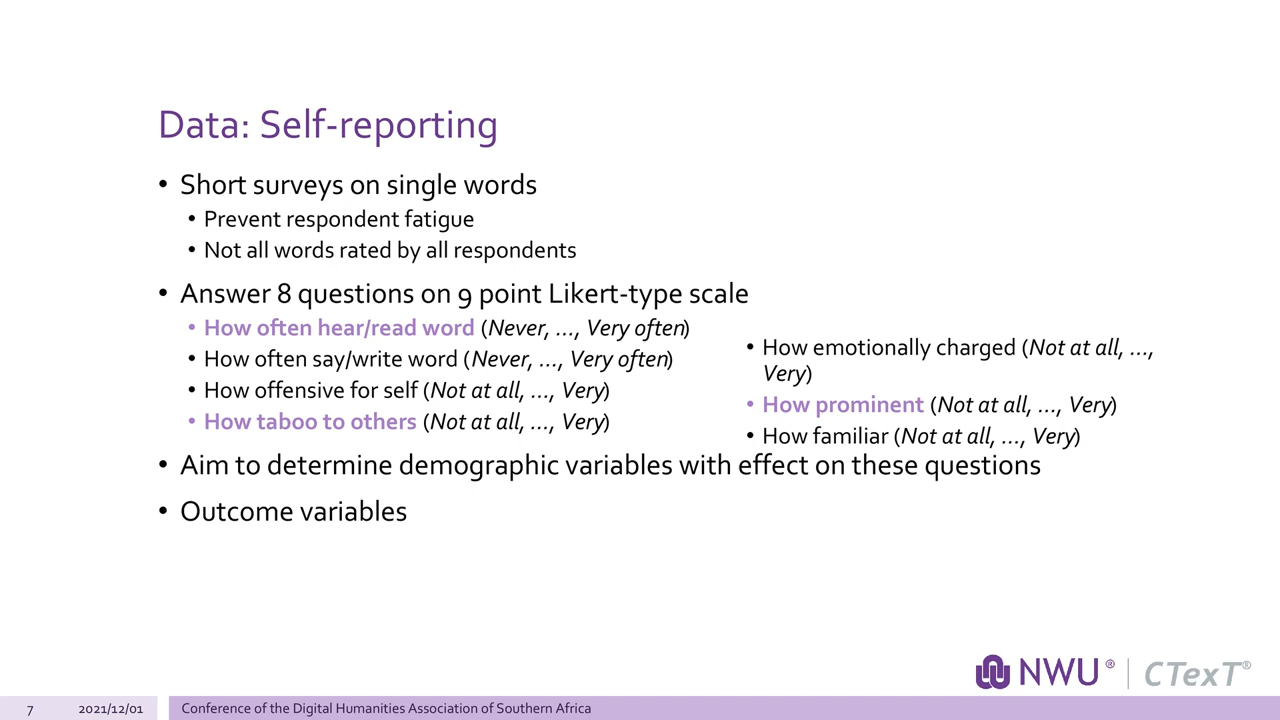 Data: Self-reporting
• Short surveys on single words
• Prevent respondent fatigue
• Not all words rated by all respondents
• Answer 8 questions on 9 point Likert-type scale
• How often hear/read word (Never, ..., Very often)
• How often say/write word (Never, ..., Very often)
• How offensive for self (Not at all, ..., Very)
• How taboo to others (Not at all, ..., Very)
• How emotionally charged (Not at all, ...,
Very)
• How prominent (Not at all, ..., Very)
• How familiar (Not at all, ..., Very)
• Aim to determine demographic variables with effect on these questions
• Outcome variables
NWU® | CTexT®
7 2021/12/01 Conference of the Digital Humanities Association of Southern Africa